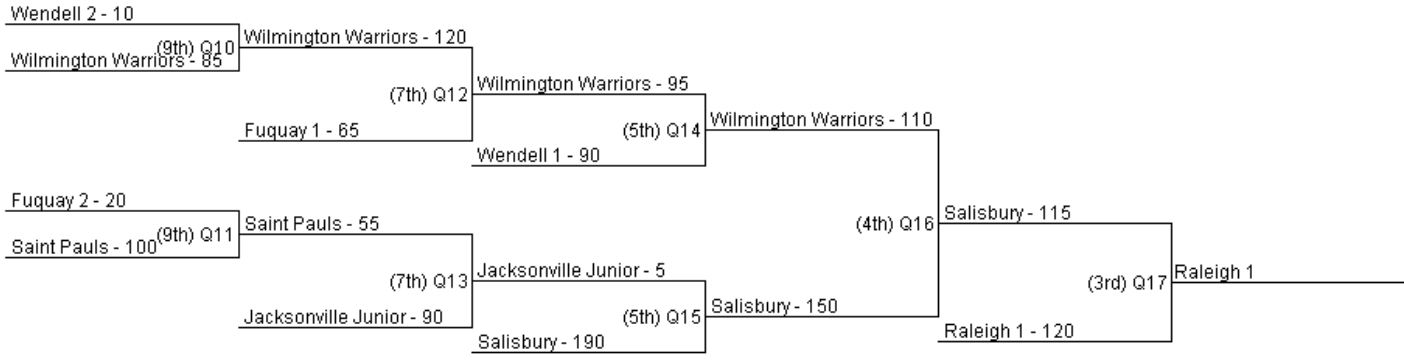 Wendell 2 - 10
(9th) Q10
Wilmington Warriors - 85
Wilmington Warriors - 120
(7th) Q12
Fuquay 1 - 65
Wilmington Warriors - 95
(5th) Q14
Wendell 1 - 90
Wilmington Warriors - 110
Fuquay 2 - 20
(9th) Q11
Saint Pauls - 100
Saint Pauls - 55
(7th) Q13
Jacksonville Junior - 90
Jacksonville Junior - 5
(5th) Q15
Salisbury - 190
Salisbury - 150
(4th) Q16
Salisbury - 115
(3rd) Q17
Raleigh 1 - 120
Raleigh 1